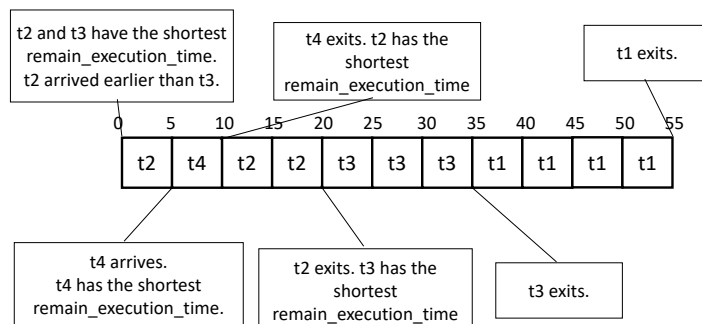 t2 and t3 have the shortest
remain_execution_time.
t2 arrived earlier than t3.
t4 exits. t2 has the
shortest
remain_execution_time
t1 exits.
0 5 10 15 20 25 30 35 40 45 50 55
t2 t4 t2 t2 t3 t3 t3 t1 t1 t1 t1
t4 arrives.
t4 has the shortest
remain_execution_time.
t2 exits. t3 has the
shortest
remain_execution_time
t3 exits.